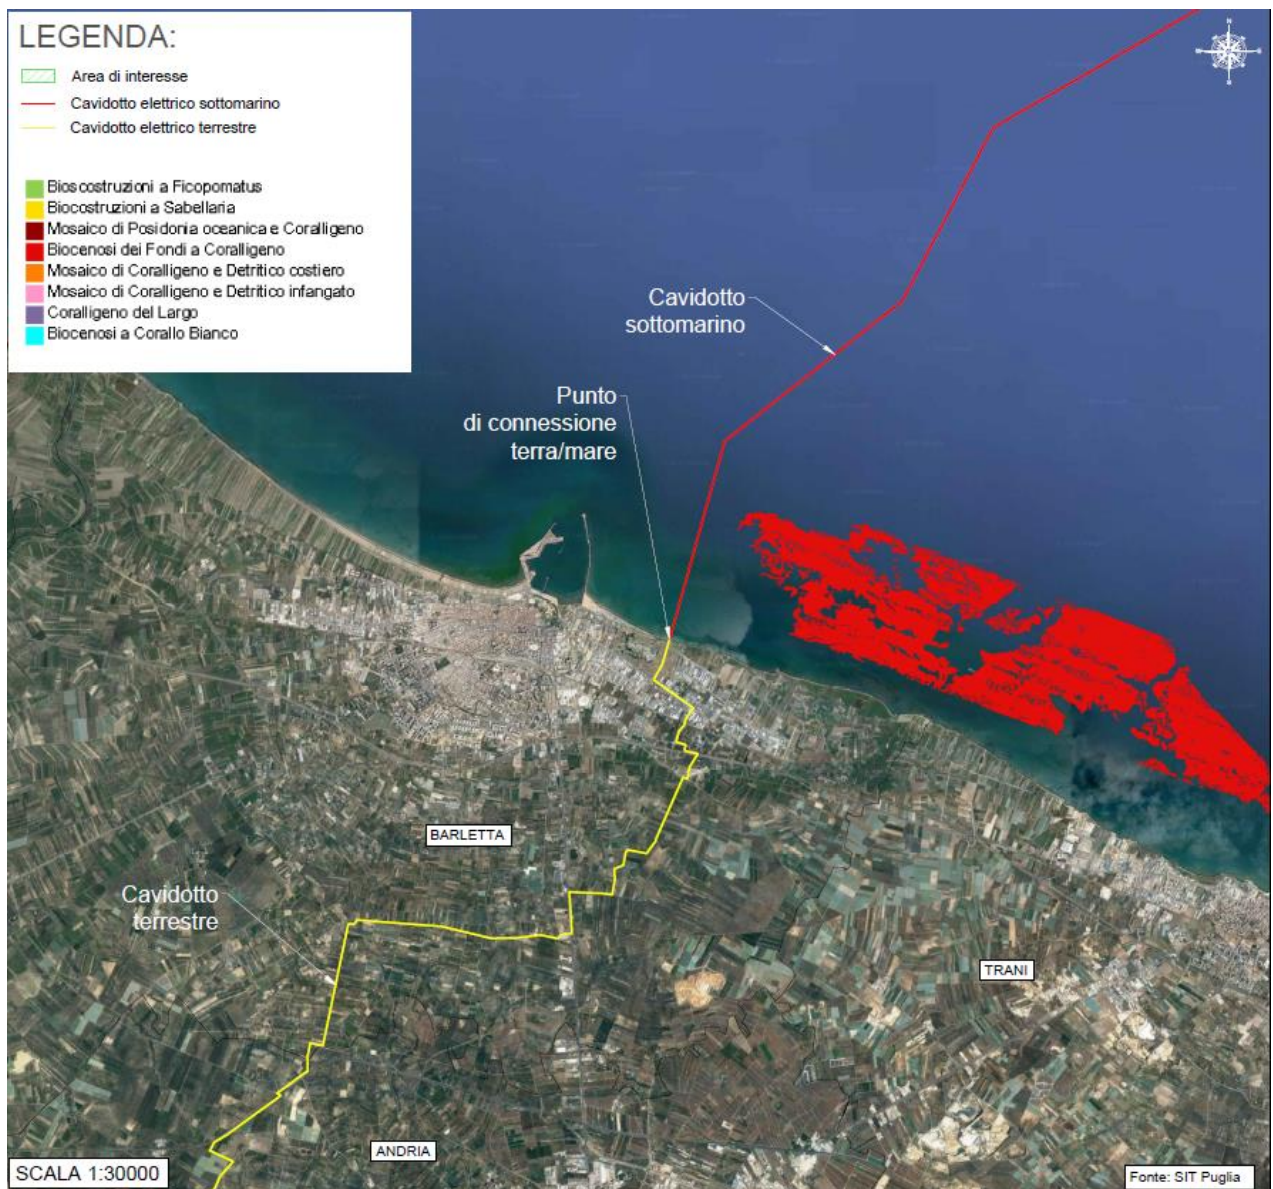 LEGENDA:
Area di interesse
Cavidotto elettrico sottomarino
Cavidotto elettrico terrestre
Bioscostruzioni a Ficopomatus
Biocostruzioni a Sabellaria
Mosaico di Posidonia oceanica e Coralligeno
Biocenosi dei Fondi a Coralligeno
Mosaico di Coralligeno e Detritico costiero
Mosaico di Coralligeno e Detritico infangato
Coralligeno del Largo
Biocenosi a Corallo Bianco
Cavidotto
sottomarino
Punto
di connessione
terra/mare
BARLETTA
Cavidotto
terrestre
TRANI
ANDRIA
SCALA 1:30000
Fonte: SIT Puglia